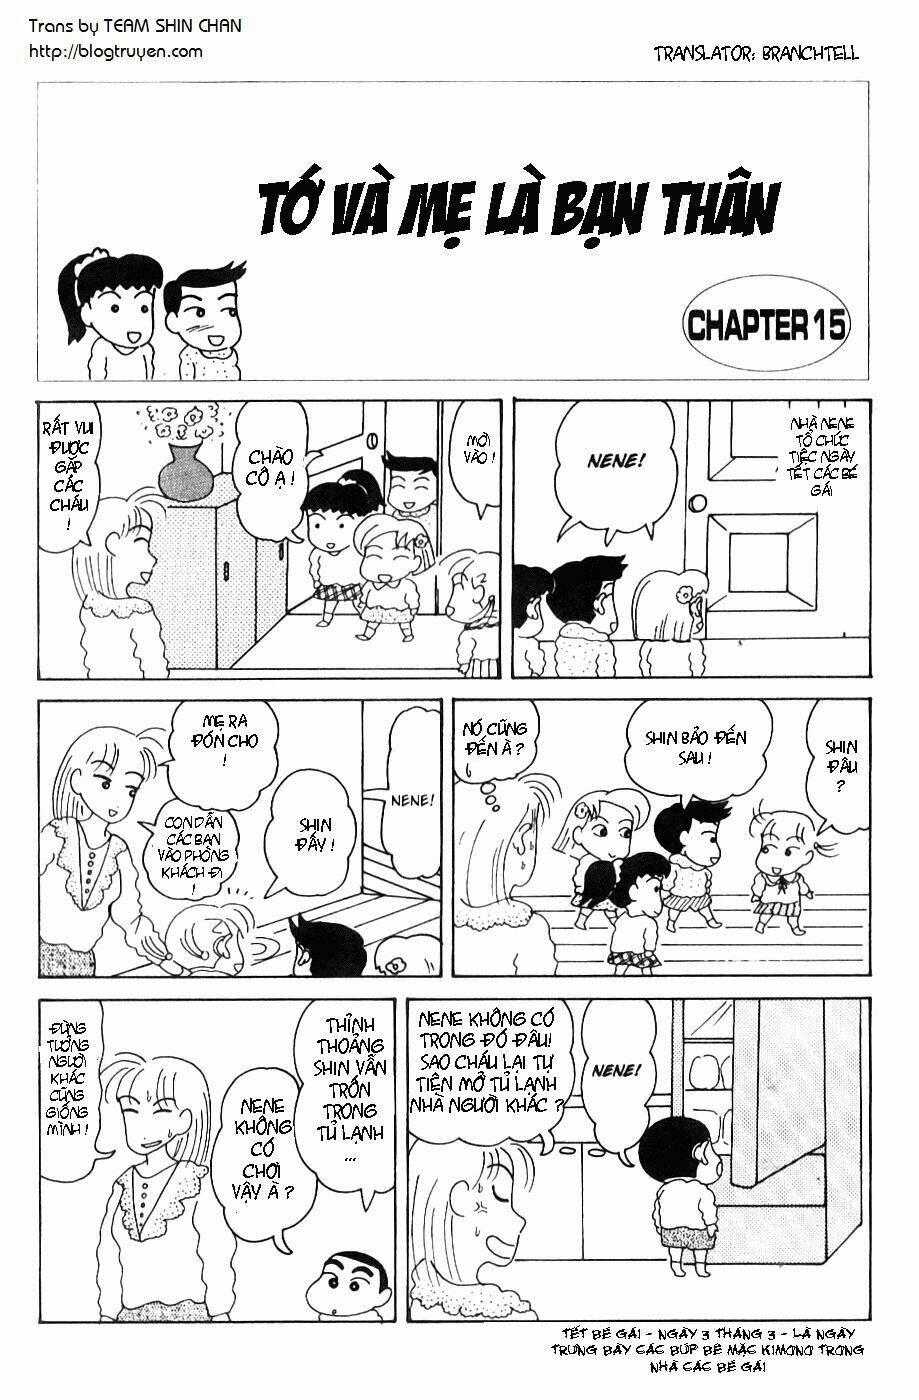 Trans by TEAM SHIN CHAN
http://blogtruyen.com
TRANSLATOR: BRANCHTELL
TỚ VÀ MẸ LÀ BẠN THÂN
CHAPTER 15
NHÀ NENE
TỔ CHỨC
TIỆC NGÀY
TẾT CÁC BÉ
GÁI
NENE!
MỜI
VÀO!
CHÀO
CÔ Ạ!
RẤT VUI
ĐƯỢC
GẶP
CÁC
CHÁU
!
SHIN
ĐÂU
?
SHIN BẢO ĐẾN
SAU!
NÓ CŨNG
ĐẾN À?
NENE!
SHIN
ĐẤY!
MẸ RA
ĐÓN CHO
!
CON DẪN
CÁC BẠN
VÀO PHÒNG
KHÁCH ĐI
!
NENE!
NENE KHÔNG CÓ
TRONG ĐÓ ĐÂU!
SAO CHÁU LẠI TỰ
TIỆN MỞ TỦ LẠNH
NHÀ NGƯỜI KHÁC?
THỈNH
THOẢNG
SHIN VẪN
TRỐN
TRONG
TỦ LẠNH
...
NENE
KHÔNG
CÓ
CHƠI
VẬY À?
ĐỪNG
TƯỞNG
NGƯỜI
KHÁC
CŨNG
GIỐNG
MÌNH!
TẾT BÉ GÁI - NGÀY 3 THÁNG 3 - LÀ NGÀY
TRƯNG BÀY CÁC BÚP BÊ MẶC KIMONO TRONG
NHÀ CÁC BÉ GÁI